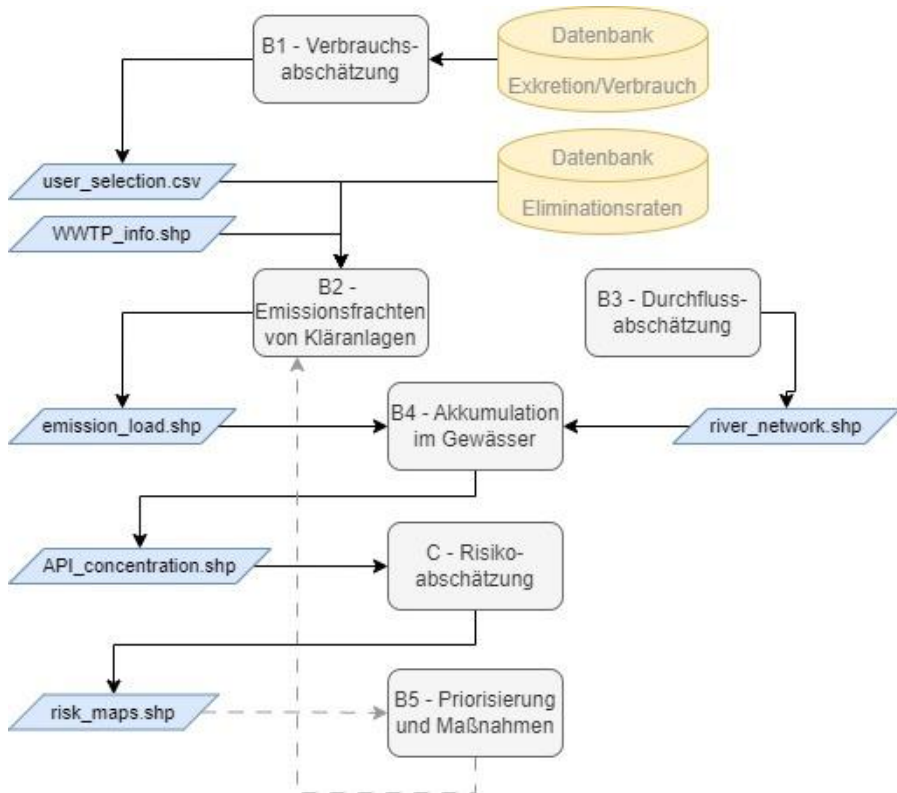 B1 - Verbrauchs-
abschätzung
Datenbank
Exkretion/Verbrauch
user_selection.csv
Datenbank
Eliminationsraten
WWTP_info.shp
B2 -
Emissionsfrachten
von Kläranlagen
B3 - Durchfluss-
abschätzung
emission_load.shp
B4 - Akkumulation
im Gewässer
river_network.shp
API_concentration.shp
C - Risiko-
abschätzung
risk_maps.shp
B5 - Priorisierung
und Maßnahmen